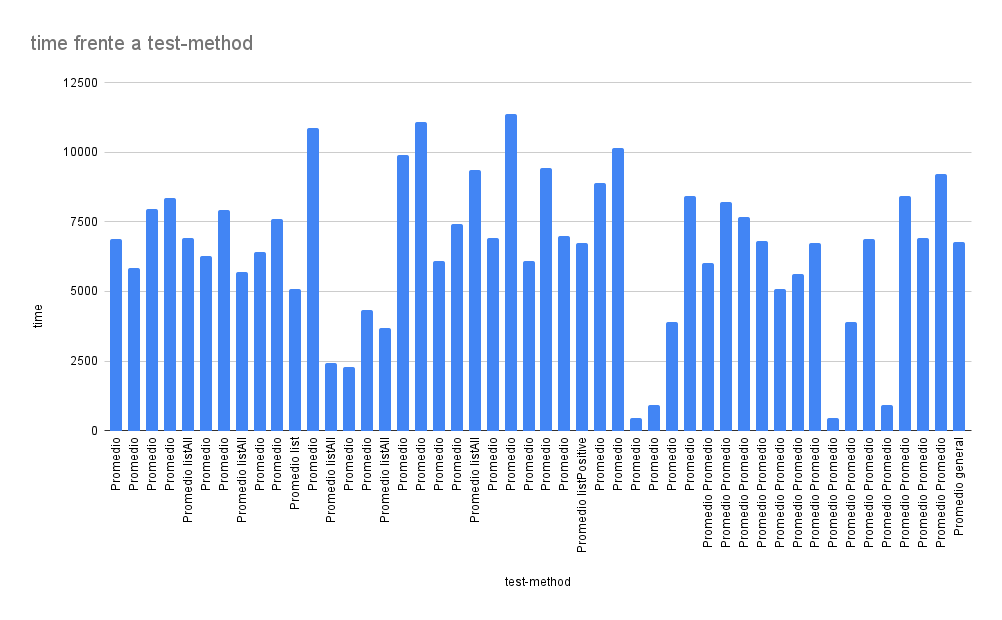 time frente a test-method
12500
10000
7500
5000
2500
0
time
Promedio
Promedio
Promedio
Promedio
Promedio listAll
Promedio
Promedio
Promedio listAll
Promedio
Promedio
Promedio list
Promedio
Promedio listAll
Promedio
Promedio
Promedio listAll
Promedio
Promedio
Promedio
Promedio
Promedio listAll
Promedio
Promedio
Promedio
Promedio
Promedio
Promedio listPositive
Promedio
Promedio
Promedio
Promedio
Promedio
Promedio
Promedio Promedio
Promedio Promedio
Promedio Promedio
Promedio Promedio
Promedio Promedio
Promedio Promedio
Promedio Promedio
Promedio Promedio
Promedio Promedio
Promedio Promedio
Promedio Promedio
Promedio Promedio
Promedio Promedio
Promedio Promedio
Promedio general
test-method